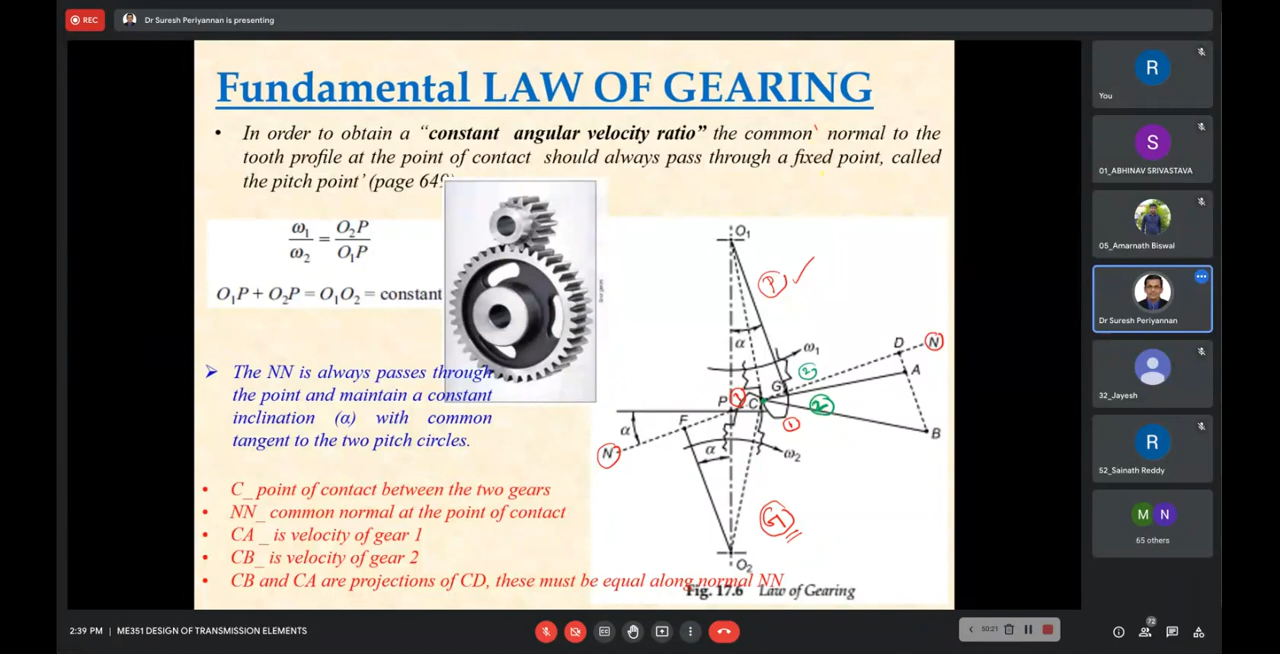 REC
Dr Suresh Periyannan is presenting
Fundamental LAW OF GEARING
• In order to obtain a “constant angular velocity ratio” the common normal to the
tooth profile at the point of contact should always pass through a fixed point, called
the pitch point’ (page 649)
ω₁/ω₂ = O₂P/O₁P
O₁P + O₂P = O₁O₂ = constant
➢ The NN is always passes through
the point and maintain a constant
inclination (α) with common
tangent to the two pitch circles.
• C_ point of contact between the two gears
• NN_ common normal at the point of contact
• CA _ is velocity of gear 1
• CB_ is velocity of gear 2
• CB and CA are projections of CD, these must be equal along normal NN
O₁
P
α
ω₁
D
N
A
G
2
P
C
2
1
B
F
α
N
α
ω₂
G
O₂
Fig. 17.6 Law of Gearing
R
You
S
01_ABHINAV SRIVASTAVA
05_Amarnath Biswal
Dr Suresh Periyannan
32_Jayesh
R
52_Sainath Reddy
M N
65 others
2:39 PM | ME351 DESIGN OF TRANSMISSION ELEMENTS
50:21
72